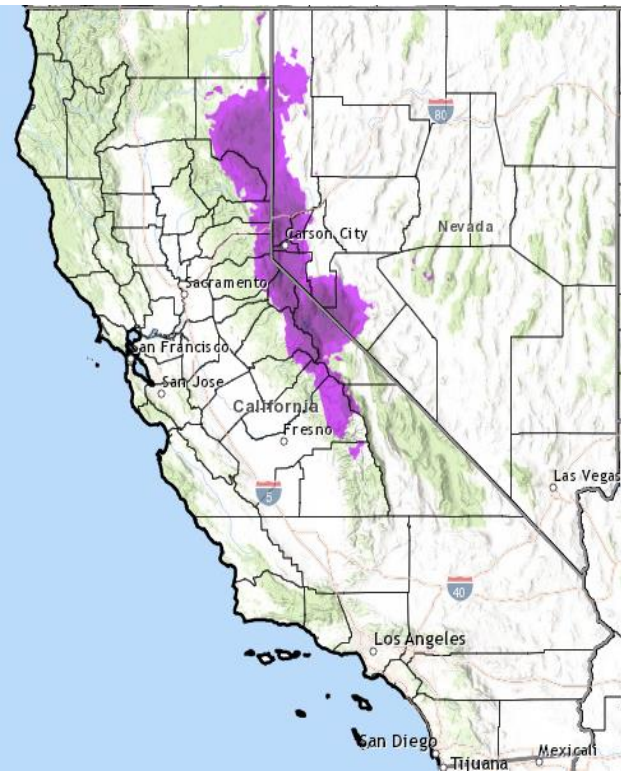 80
Nevada
Carson City
Sacramento
San Francisco
San Jose
California
Fresno
5
Las Vegas
40
Los Angeles
San Diego
Tijuana
Mexicali